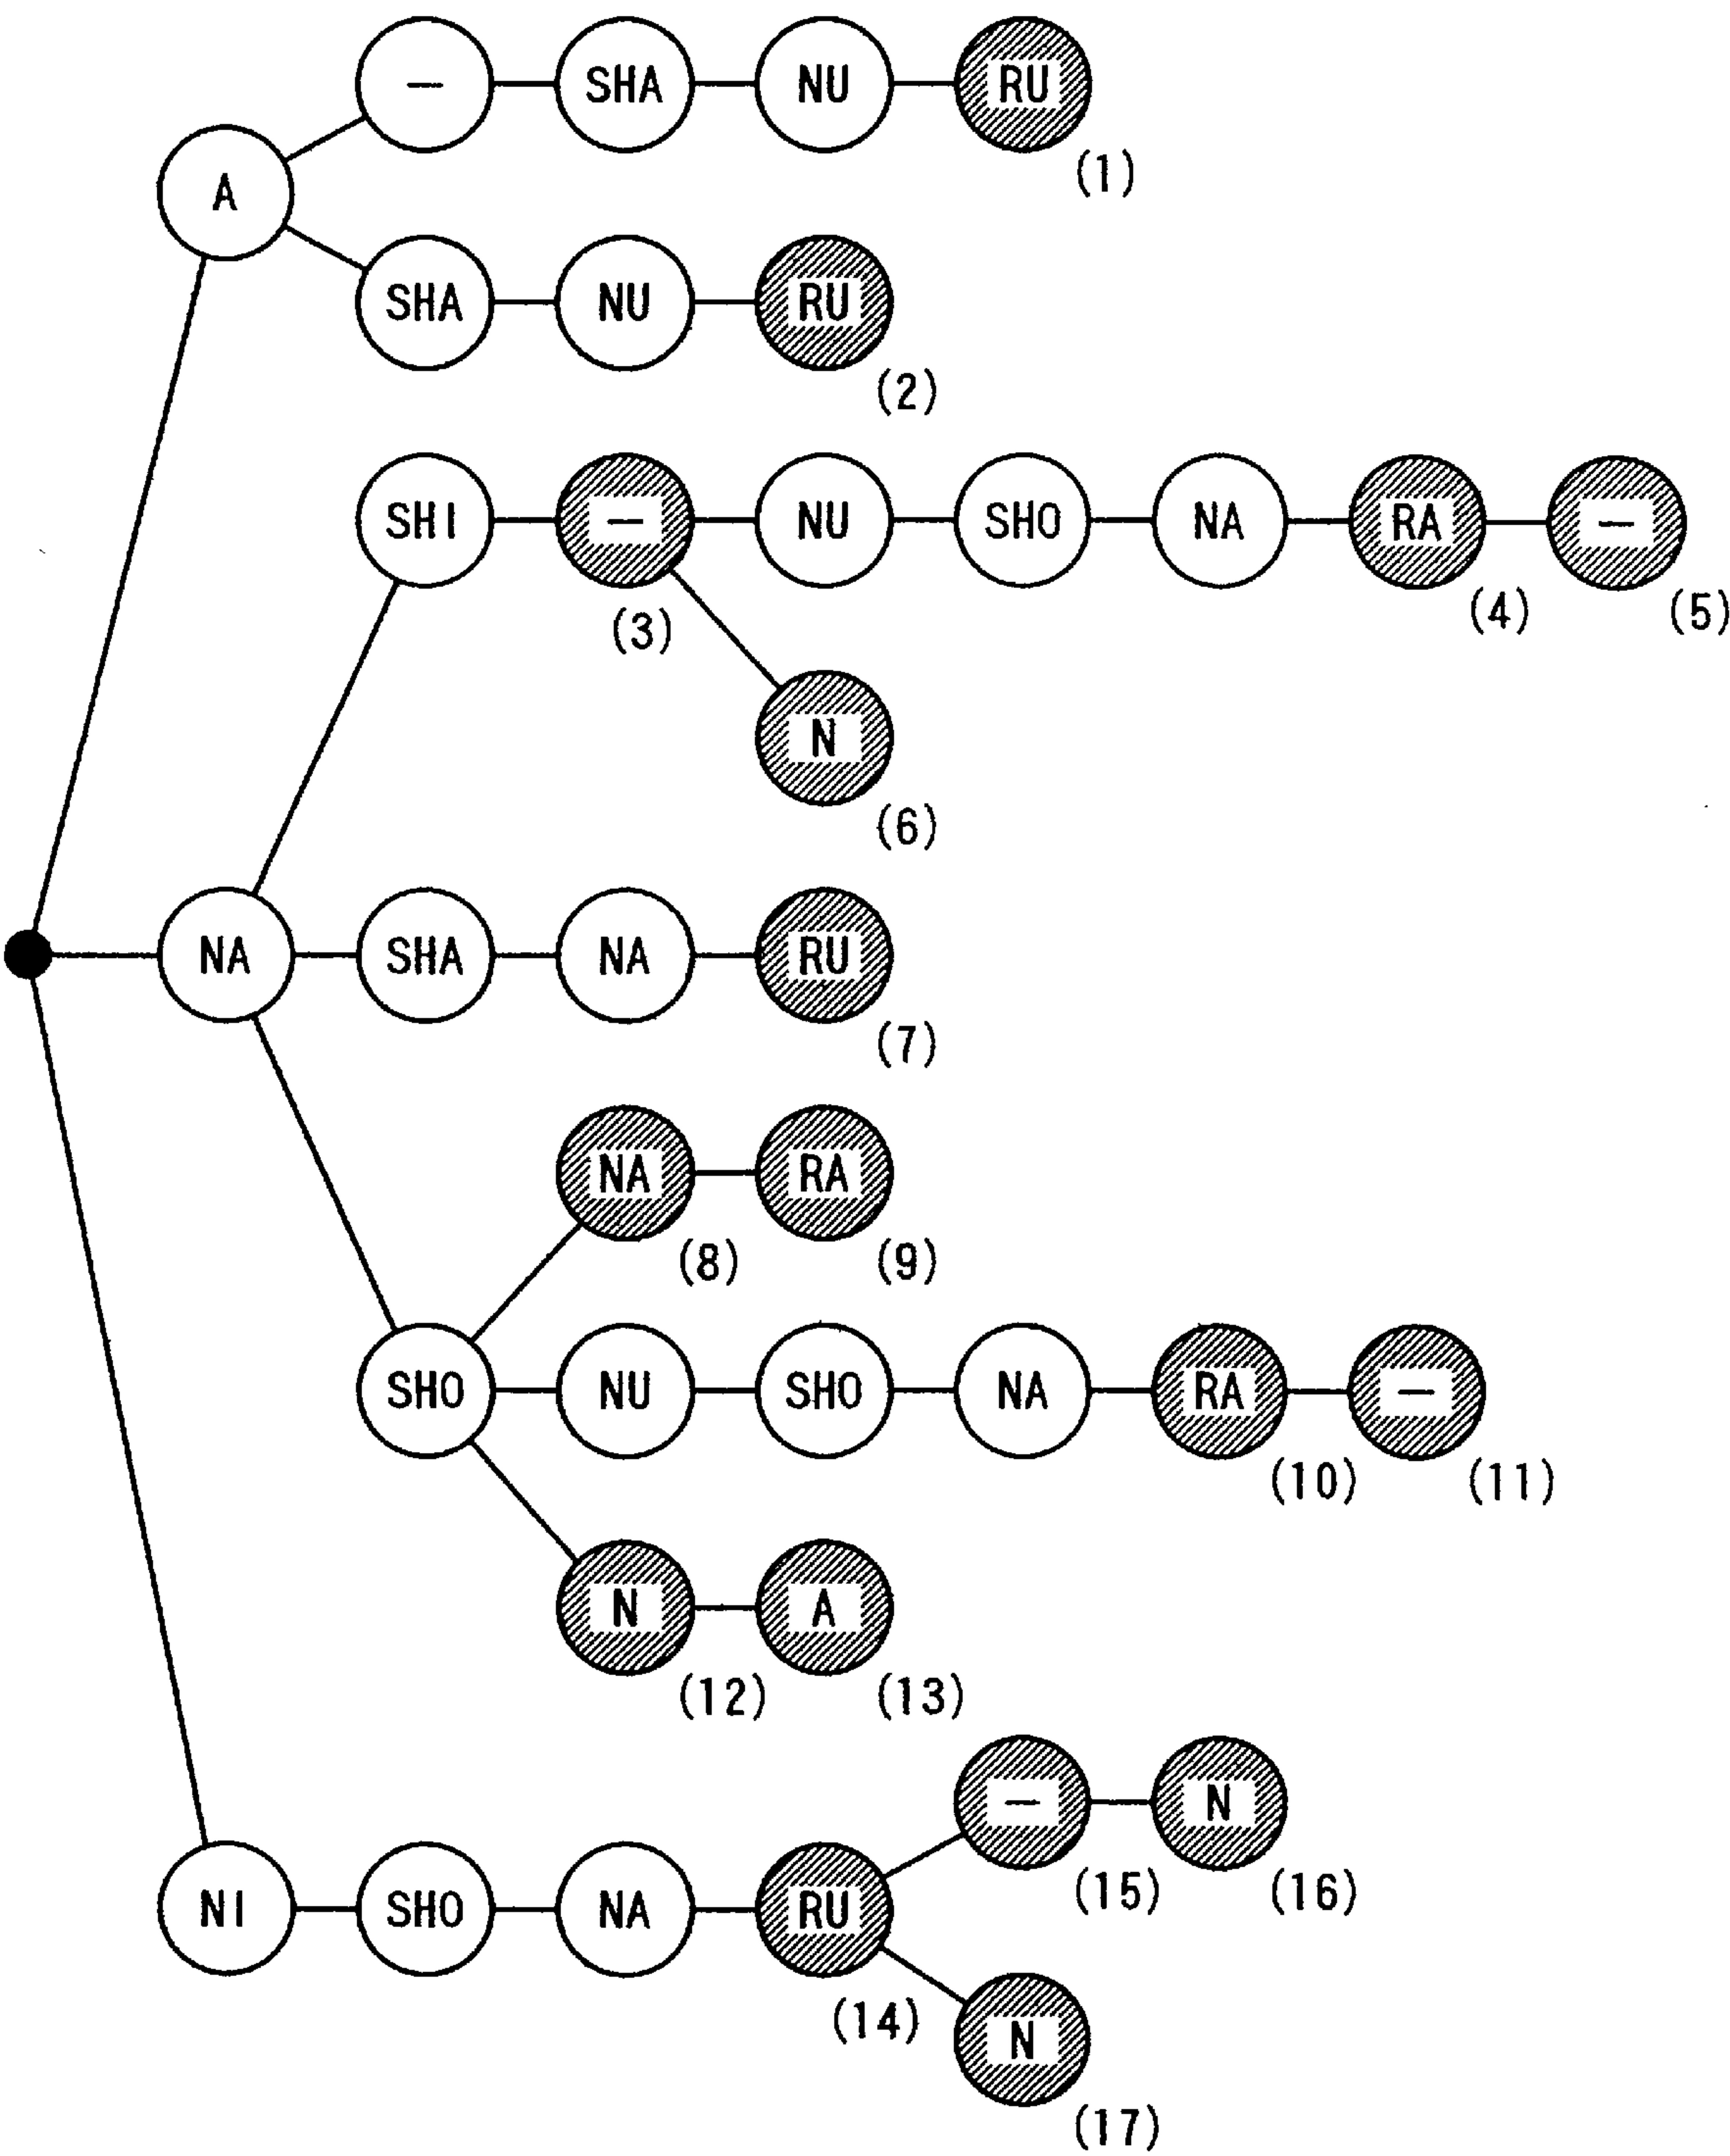 — SHA NU RU
(1)
A
SHA NU RU
(2)
SHI — NU SHO NA RA —
(3) (4) (5)
N
(6)
NA SHA NA RU
(7)
NA RA
(8) (9)
SHO NU SHO NA RA —
(10) (11)
N A
(12) (13)
— N
(15) (16)
NI SHO NA RU
(14)
N
(17)